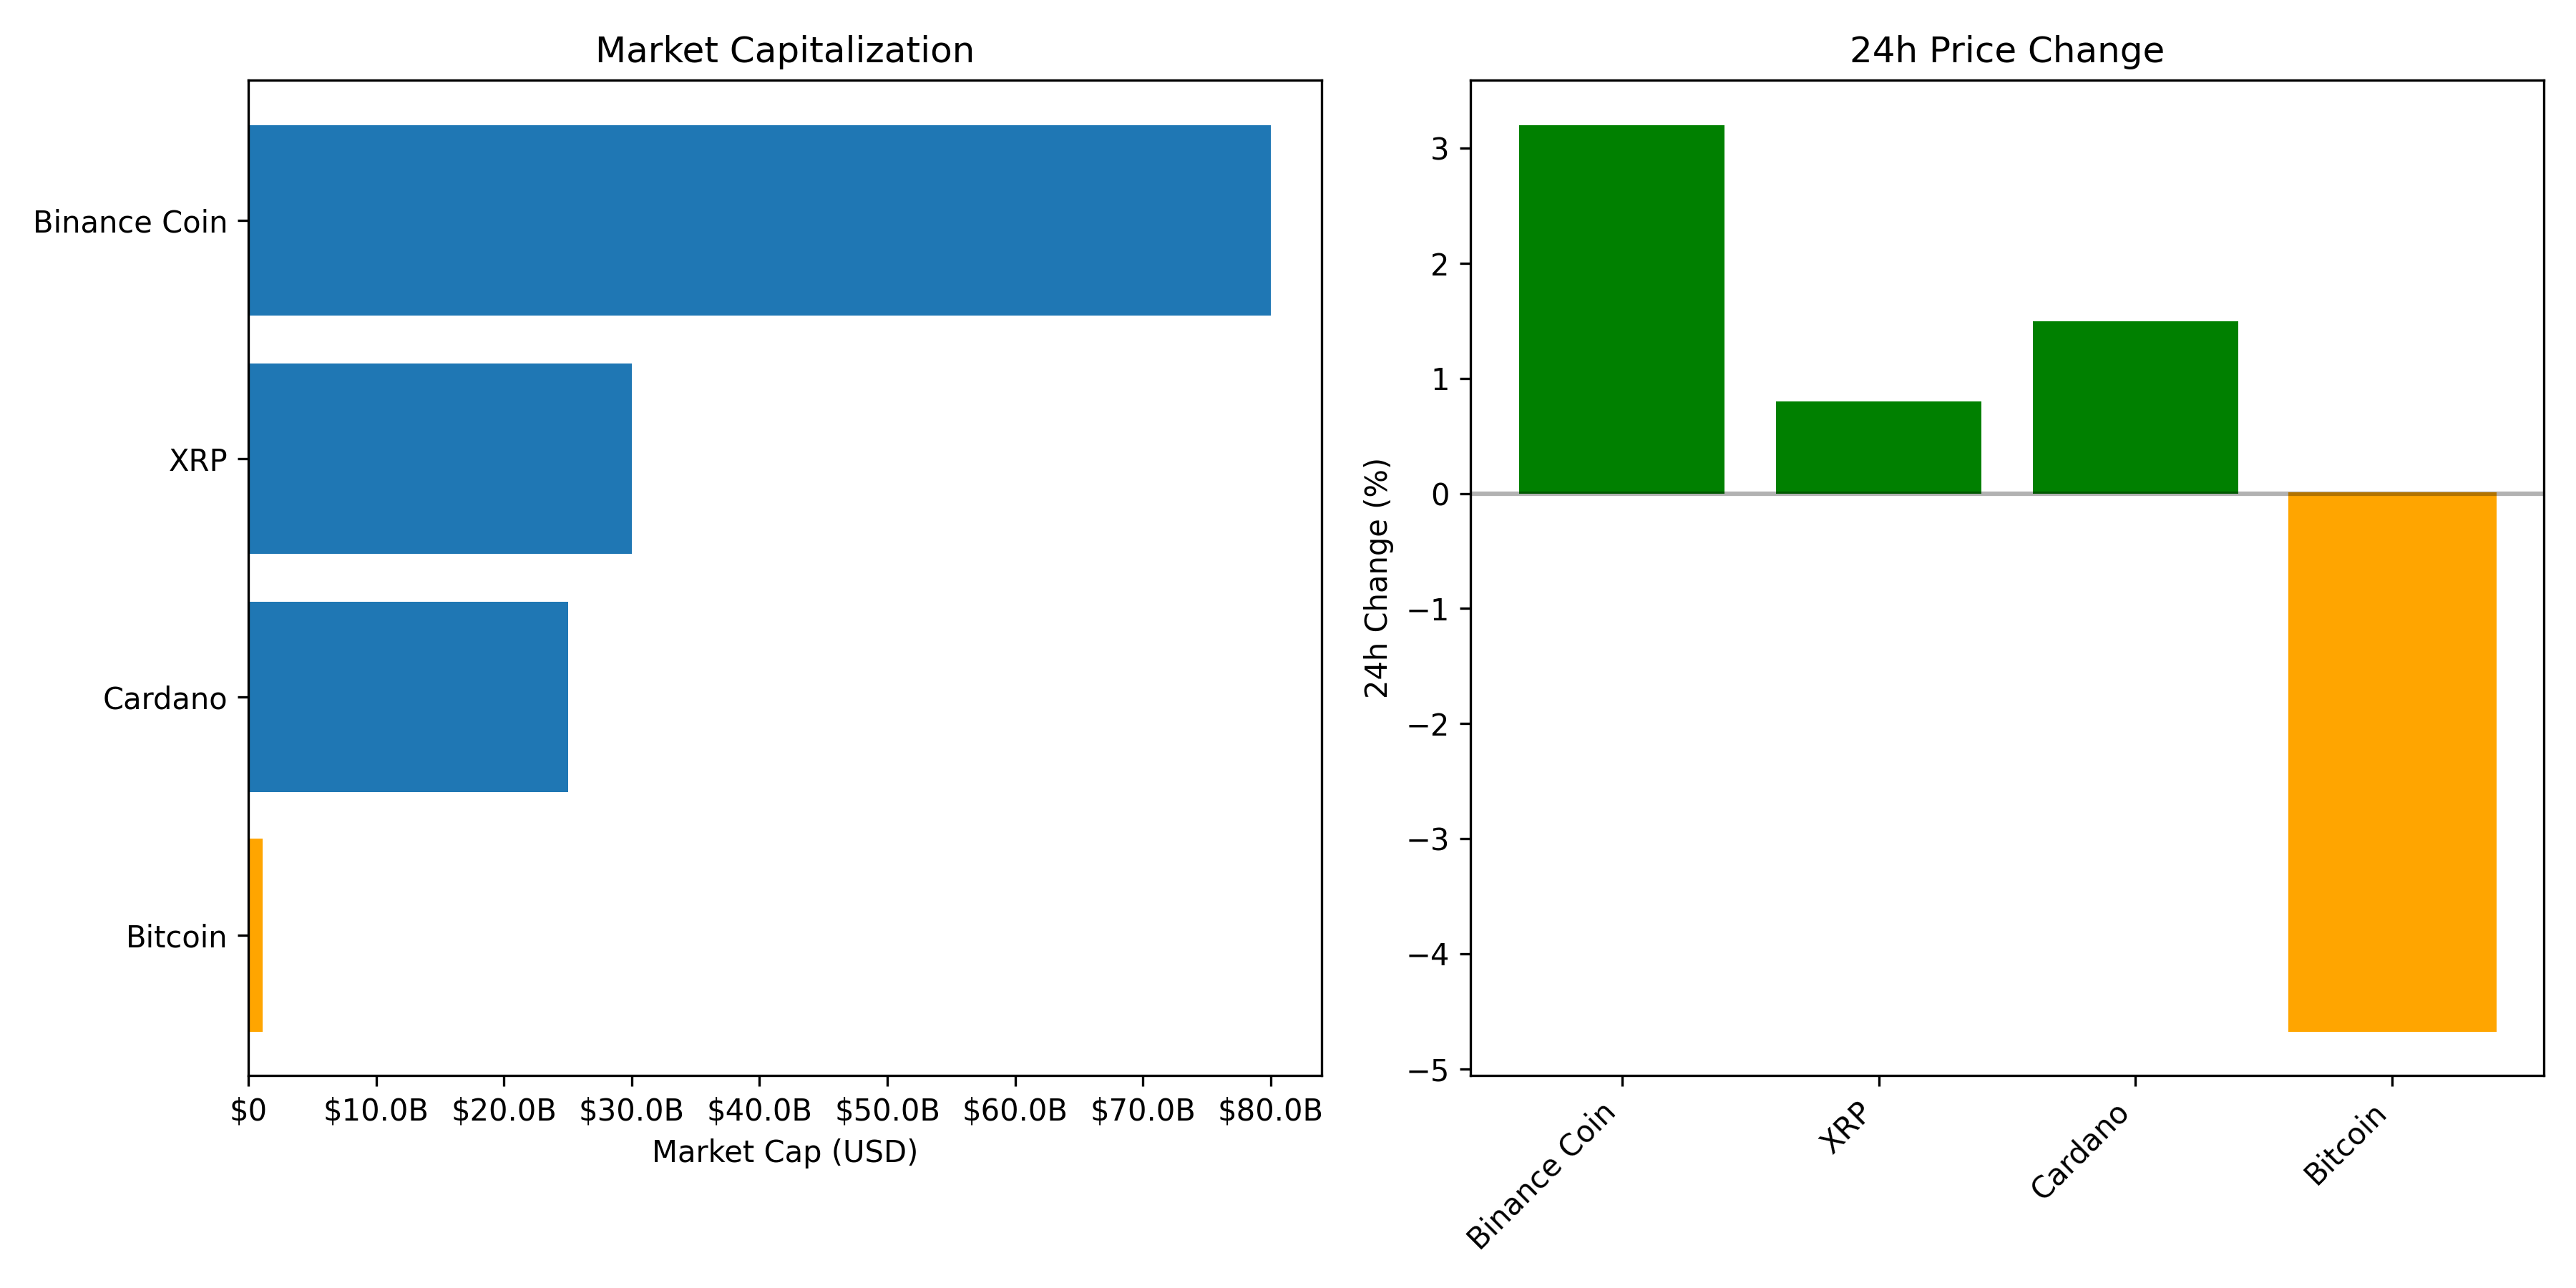 Market Capitalization
Binance Coin
XRP
Cardano
Bitcoin
$0 $10.0B $20.0B $30.0B $40.0B $50.0B $60.0B $70.0B $80.0B
Market Cap (USD)
24h Price Change
24h Change (%)
3
2
1
0
−1
−2
−3
−4
−5
Binance Coin
XRP
Cardano
Bitcoin